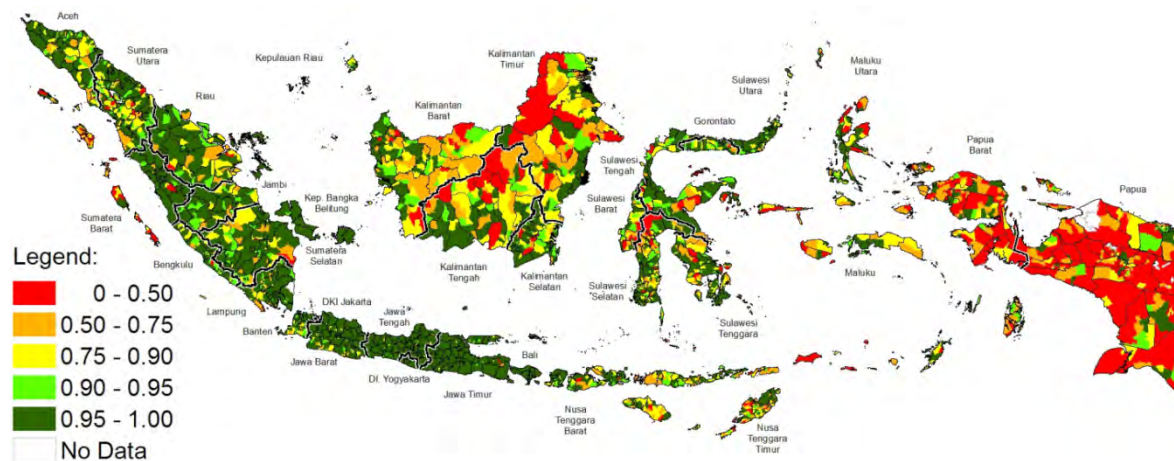 Aceh
Sumatera
Utara
Kepulauan Riau
Riau
Kalimantan
Timur
Kalimantan
Barat
Sulawesi
Utara
Maluku
Utara
Gorontalo
Papua
Barat
Papua
Sulawesi
Tengah
Jambi
Kep. Bangka
Belitung
Sulawesi
Barat
Sumatera
Barat
Sumatera
Selatan
Bengkulu
Kalimantan
Tengah
Kalimantan
Selatan
Sulawesi
Selatan
Maluku
Lampung
DKI Jakarta
Jawa
Tengah
Sulawesi
Tenggara
Banten
Jawa Barat
Bali
DI. Yogyakarta
Jawa Timur
Nusa
Tenggara
Barat
Nusa
Tenggara
Timur
Legend:
0 - 0.50
0.50 - 0.75
0.75 - 0.90
0.90 - 0.95
0.95 - 1.00
No Data